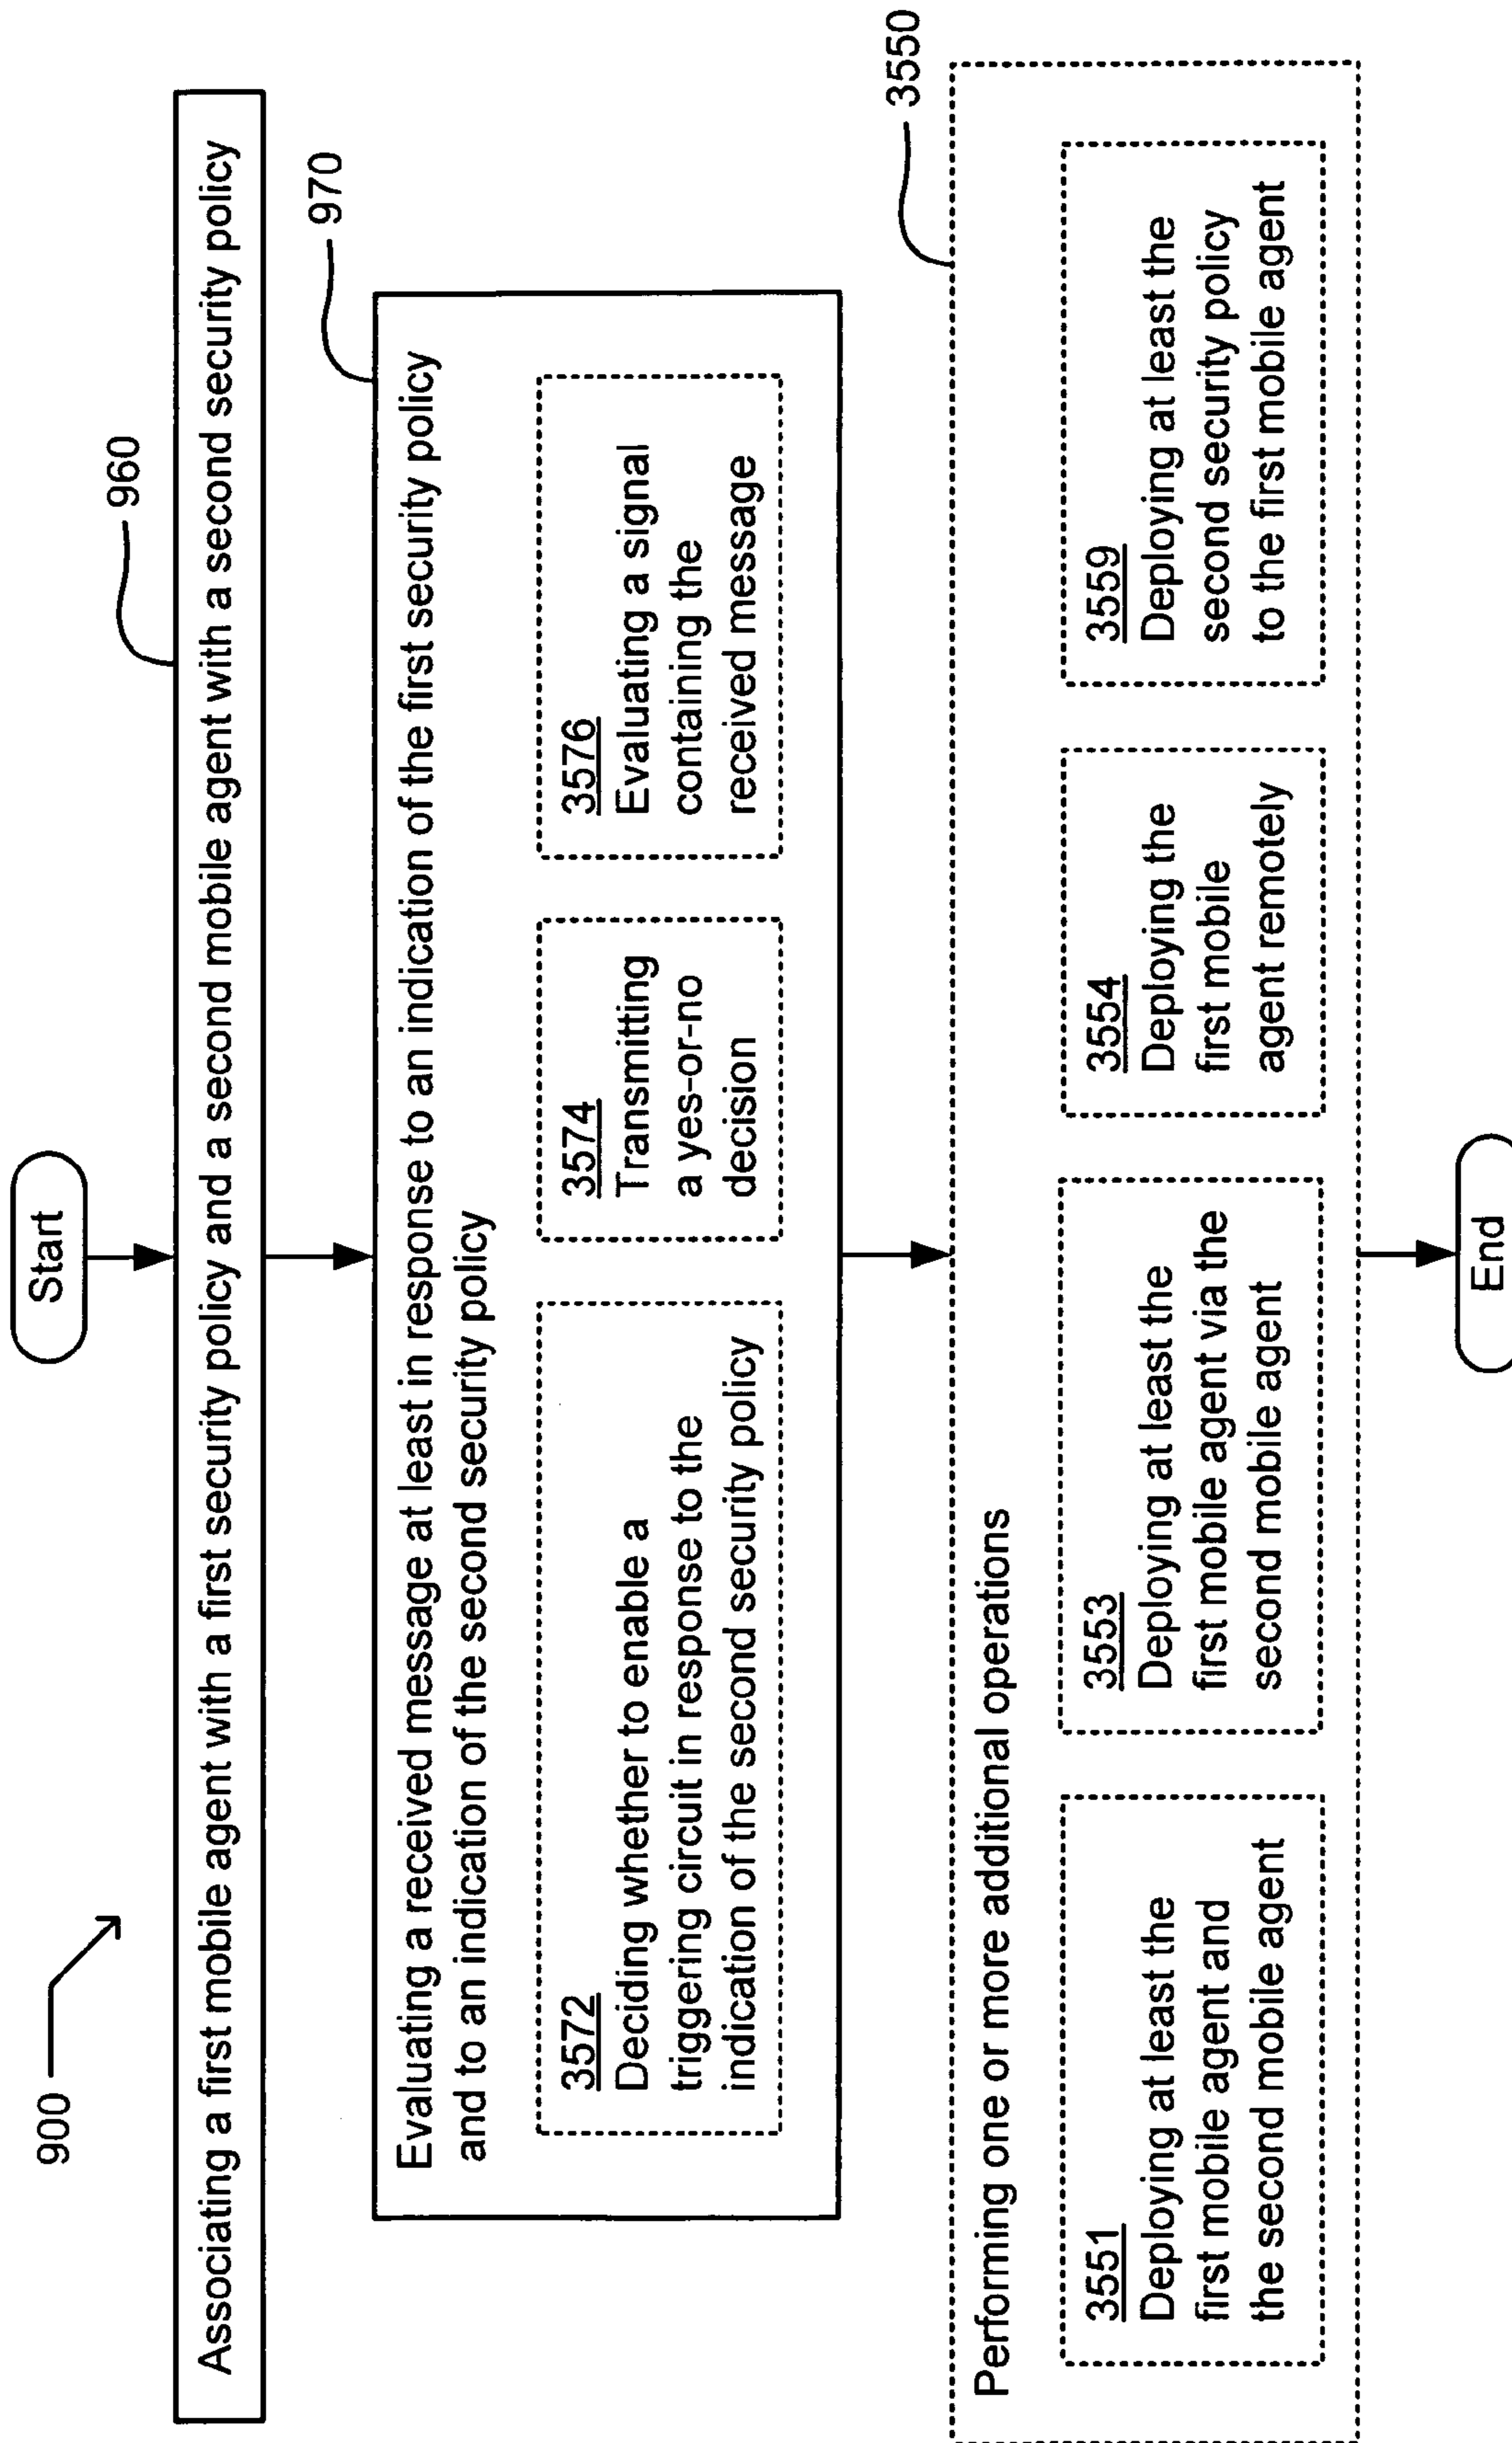 900
Start
960
Associating a first mobile agent with a first security policy and a second mobile agent with a second security policy
970
Evaluating a received message at least in response to an indication of the first security policy
and to an indication of the second security policy
3572
Deciding whether to enable a
triggering circuit in response to the
indication of the second security policy
3574
Transmitting
a yes-or-no
decision
3576
Evaluating a signal
containing the
received message
3550
Performing one or more additional operations
3551
Deploying at least the
first mobile agent and
the second mobile agent
3553
Deploying at least the
first mobile agent via the
second mobile agent
3554
Deploying the
first mobile
agent remotely
3559
Deploying at least the
second security policy
to the first mobile agent
End